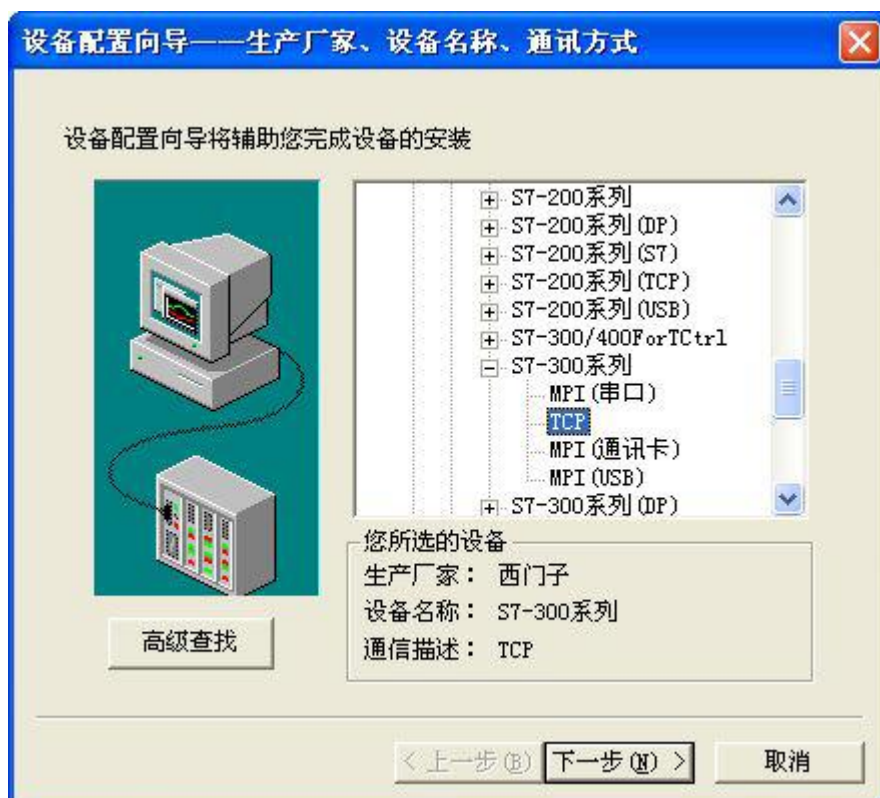 设备配置向导——生产厂家、设备名称、通讯方式
设备配置向导将辅助您完成设备的安装
S7-200系列
S7-200系列(DP)
S7-200系列(S7)
S7-200系列(TCP)
S7-200系列(USB)
S7-300/400ForTCtrl
S7-300系列
MPI(串口)
TCP
MPI(通讯卡)
MPI(USB)
S7-300系列(DP)
您所选的设备
生产厂家： 西门子
设备名称： S7-300系列
通信描述： TCP
高级查找
< 上一步(B)
下一步(N) >
取消